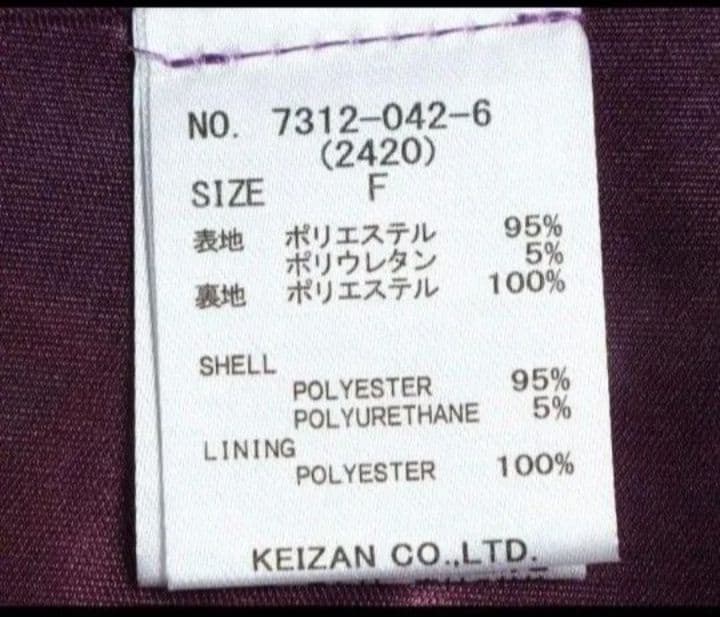 NO. 7312-042-6
(2420)
SIZE F
表地 ポリエステル 95%
ポリウレタン 5%
裏地 ポリエステル 100%
SHELL
POLYESTER 95%
POLYURETHANE 5%
LINING
POLYESTER 100%
KEIZAN CO.,LTD.